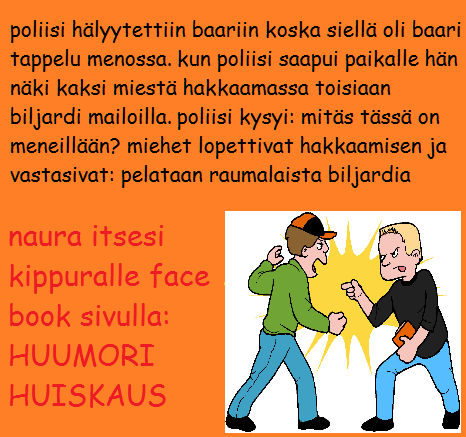 poliisi hälyytettiin baariin koska siellä oli baari
tappelu menossa. kun poliisi saapui paikalle hän
näki kaksi miestä hakkaamassa toisiaan
biljardi mailoilla. poliisi kysyi: mitäs tässä on
meneillään? miehet lopettivat hakkaamisen ja
vastasivat: pelataan raumalaista biljardia
naura itsesi
kippuralle face
book sivulla:
HUUMORI
HUISKAUS